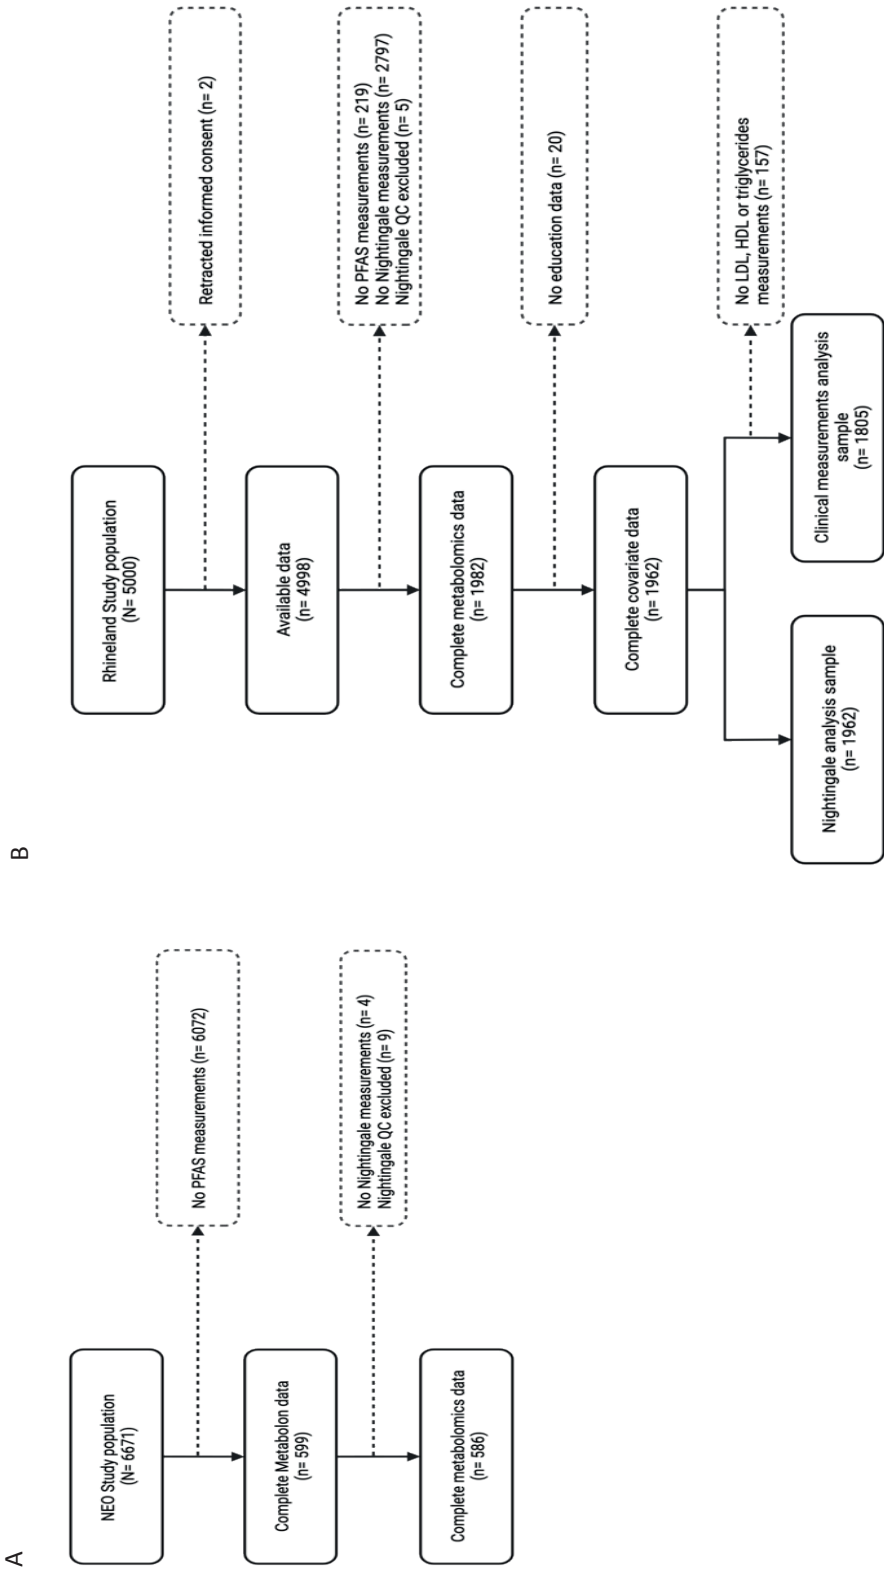 A
NEO Study population
(N= 6671)
No PFAS measurements (n= 6072)
Complete Metabolon data
(n= 599)
No Nightingale measurements (n= 4)
Nightingale QC excluded (n= 9)
Complete metabolomics data
(n= 586)
B
Rhineland Study population
(N= 5000)
Retracted informed consent (n= 2)
Available data
(n= 4998)
No PFAS measurements (n= 219)
No Nightingale measurements (n= 2797)
Nightingale QC excluded (n= 5)
Complete metabolomics data
(n= 1982)
No education data (n= 20)
Complete covariate data
(n= 1962)
No LDL, HDL or triglycerides
measurements (n= 157)
Nightingale analysis sample
(n= 1962)
Clinical measurements analysis
sample
(n= 1805)